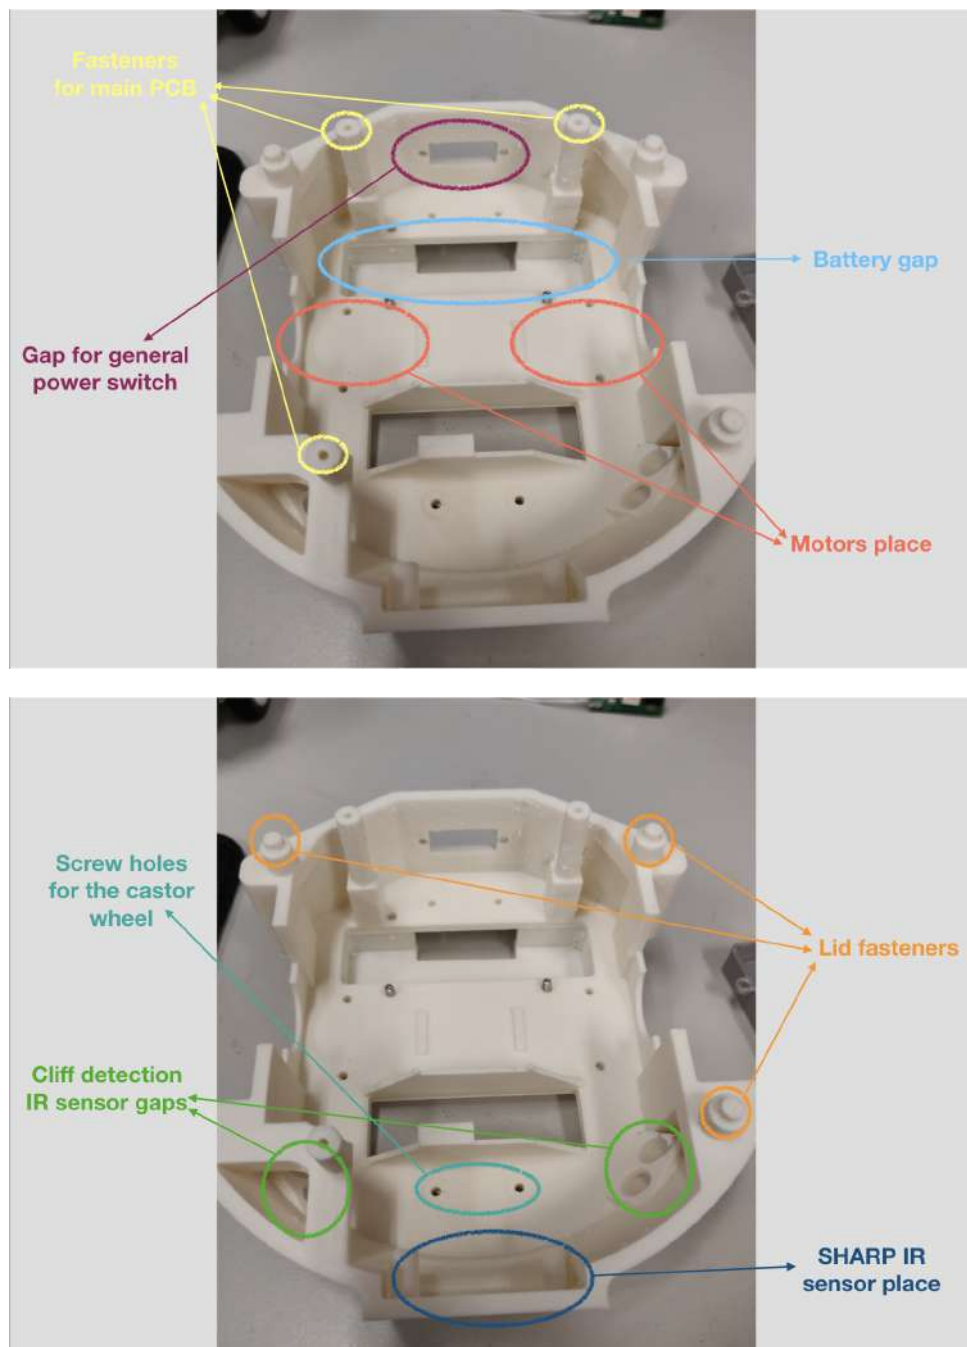 Fasteners
for main PCB
Battery gap
Gap for general
power switch
Motors place
Screw holes
for the castor
wheel
Lid fasteners
Cliff detection
IR sensor gaps
SHARP IR
sensor place